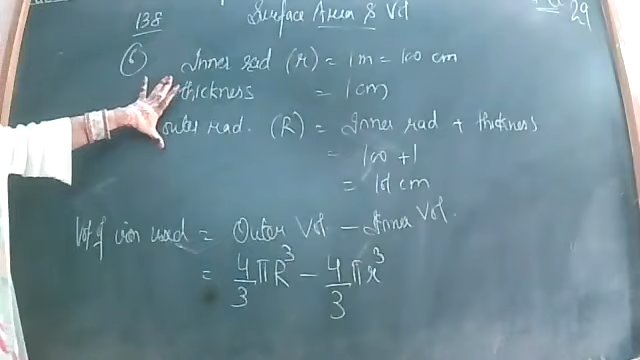 138 Surface Area & Vol 29
(6) Inner rad (r) = 1m = 100 cm
thickness = 1cm
outer rad. (R) = Inner rad + thickness
= 100 + 1
= 101 cm
Vol of iron used = Outer Vol - Inner Vol.
= 4/3 πR³ - 4/3 πr³